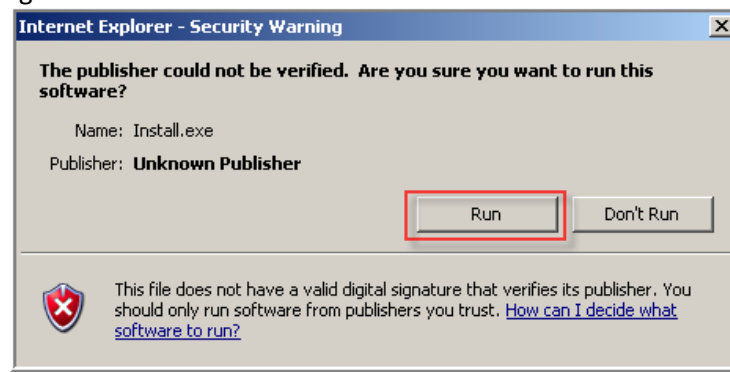 Internet Explorer - Security Warning
The publisher could not be verified. Are you sure you want to run this
software?
Name: Install.exe
Publisher: Unknown Publisher
Run
Don't Run
This file does not have a valid digital signature that verifies its publisher. You
should only run software from publishers you trust. How can I decide what
software to run?